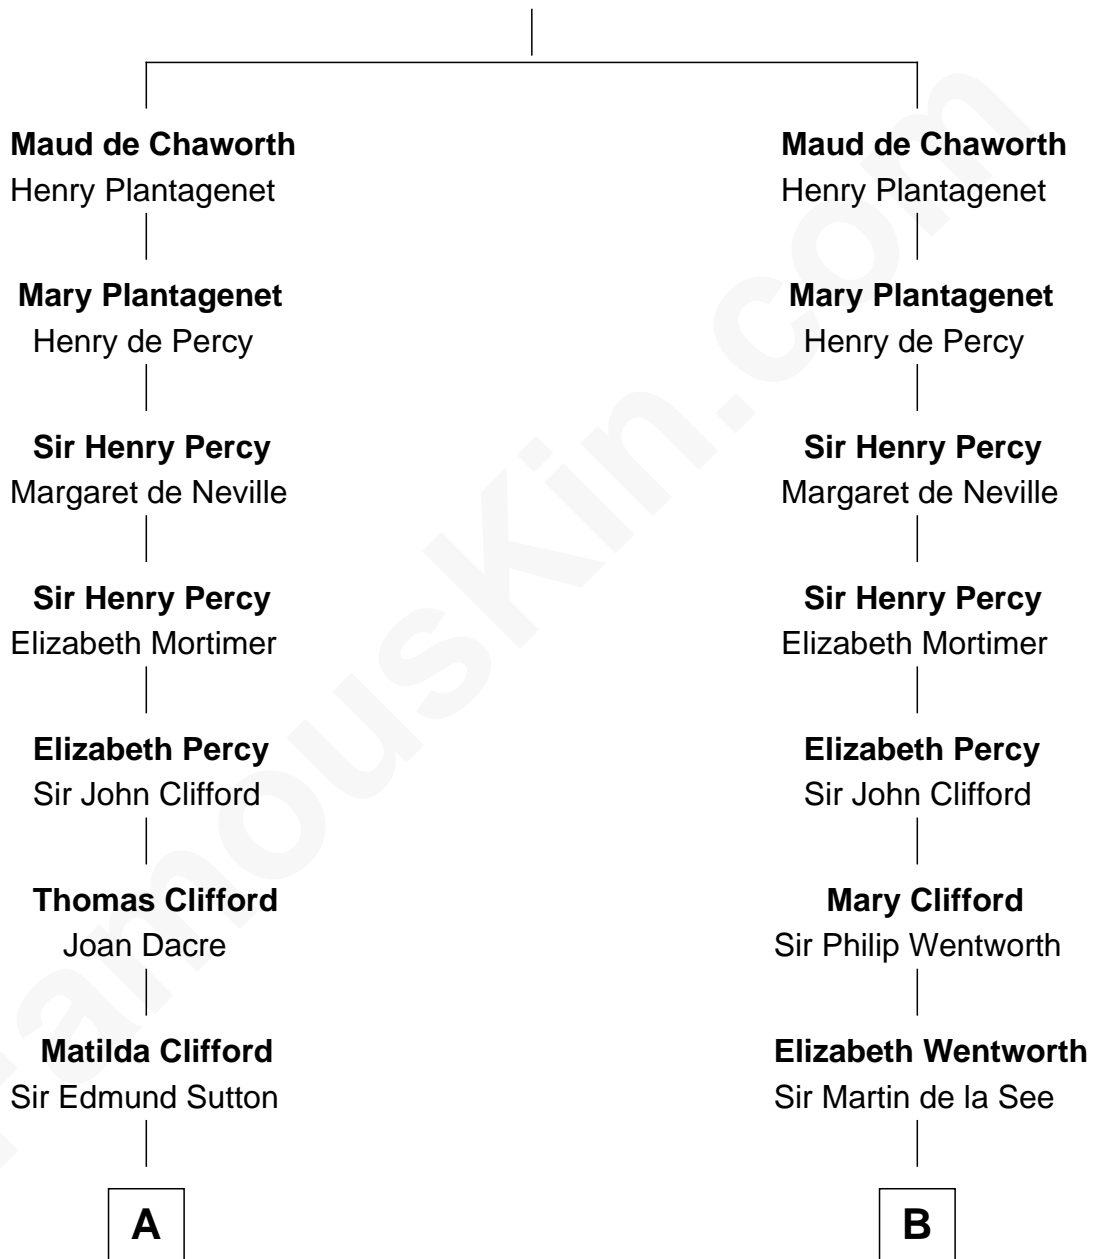 Maud de Chaworth
Henry Plantagenet
Mary Plantagenet
Henry de Percy
Sir Henry Percy
Margaret de Neville
Sir Henry Percy
Elizabeth Mortimer
Elizabeth Percy
Sir John Clifford
Thomas Clifford
Joan Dacre
Matilda Clifford
Sir Edmund Sutton
A
Maud de Chaworth
Henry Plantagenet
Mary Plantagenet
Henry de Percy
Sir Henry Percy
Margaret de Neville
Sir Henry Percy
Elizabeth Mortimer
Elizabeth Percy
Sir John Clifford
Mary Clifford
Sir Philip Wentworth
Elizabeth Wentworth
Sir Martin de la See
B
FamousKin.com